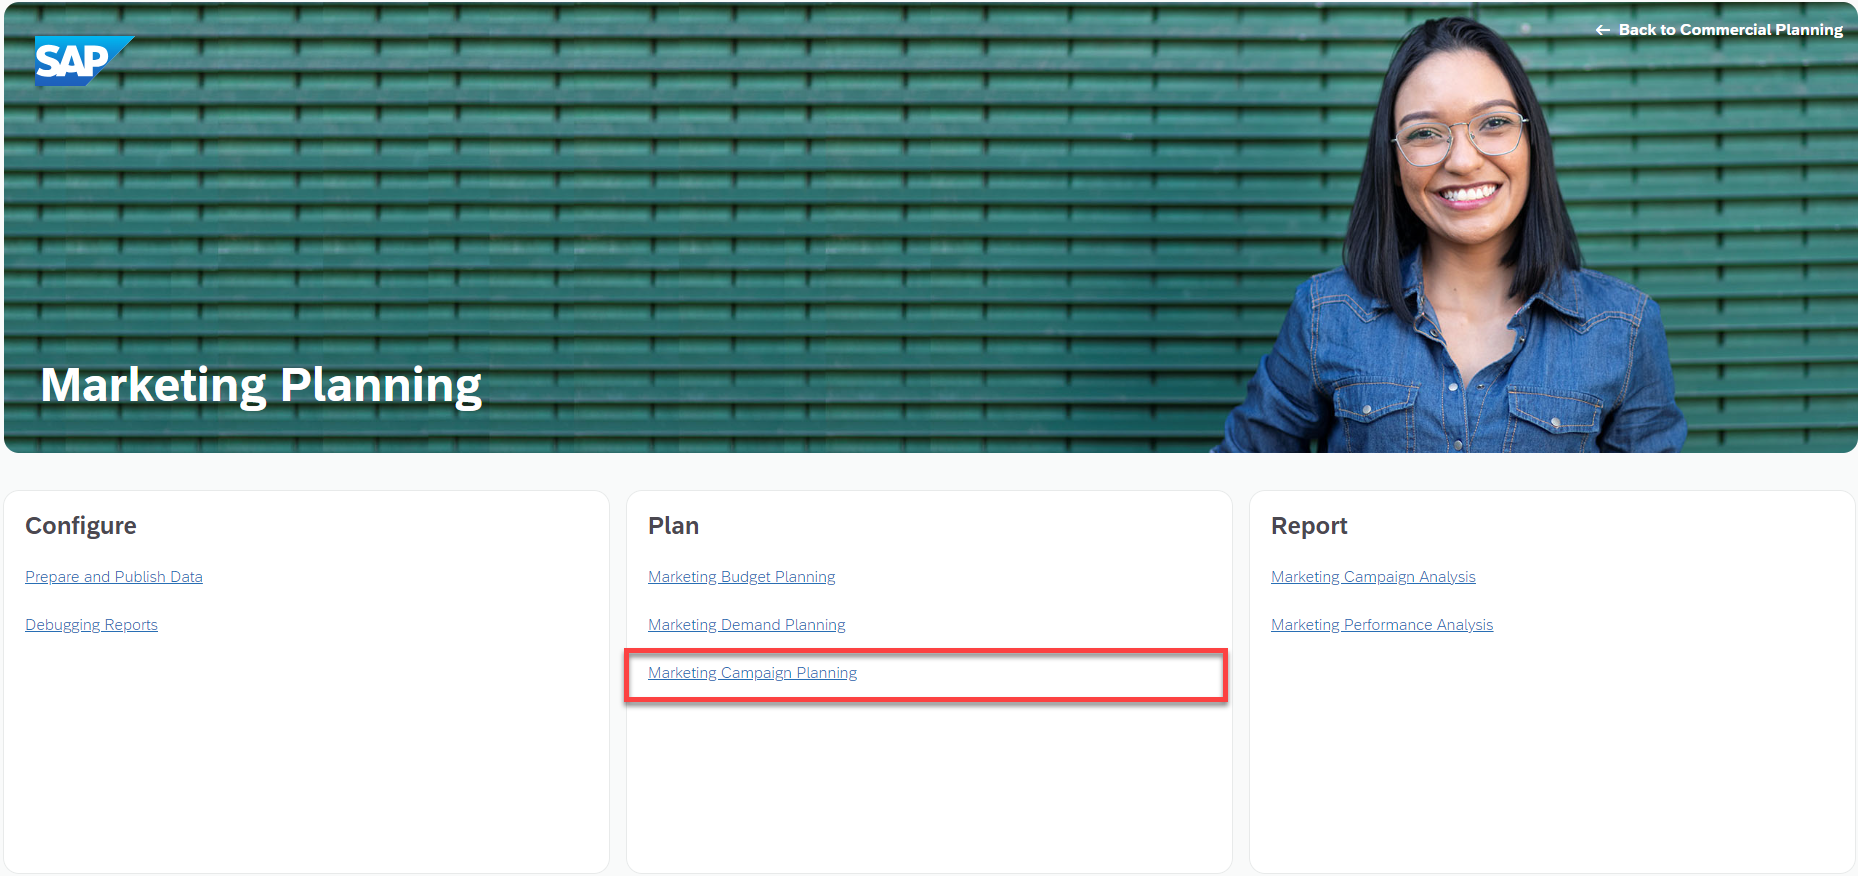 SAP
← Back to Commercial Planning
Marketing Planning
Configure
Prepare and Publish Data
Debugging Reports
Plan
Marketing Budget Planning
Marketing Demand Planning
Marketing Campaign Planning
Report
Marketing Campaign Analysis
Marketing Performance Analysis